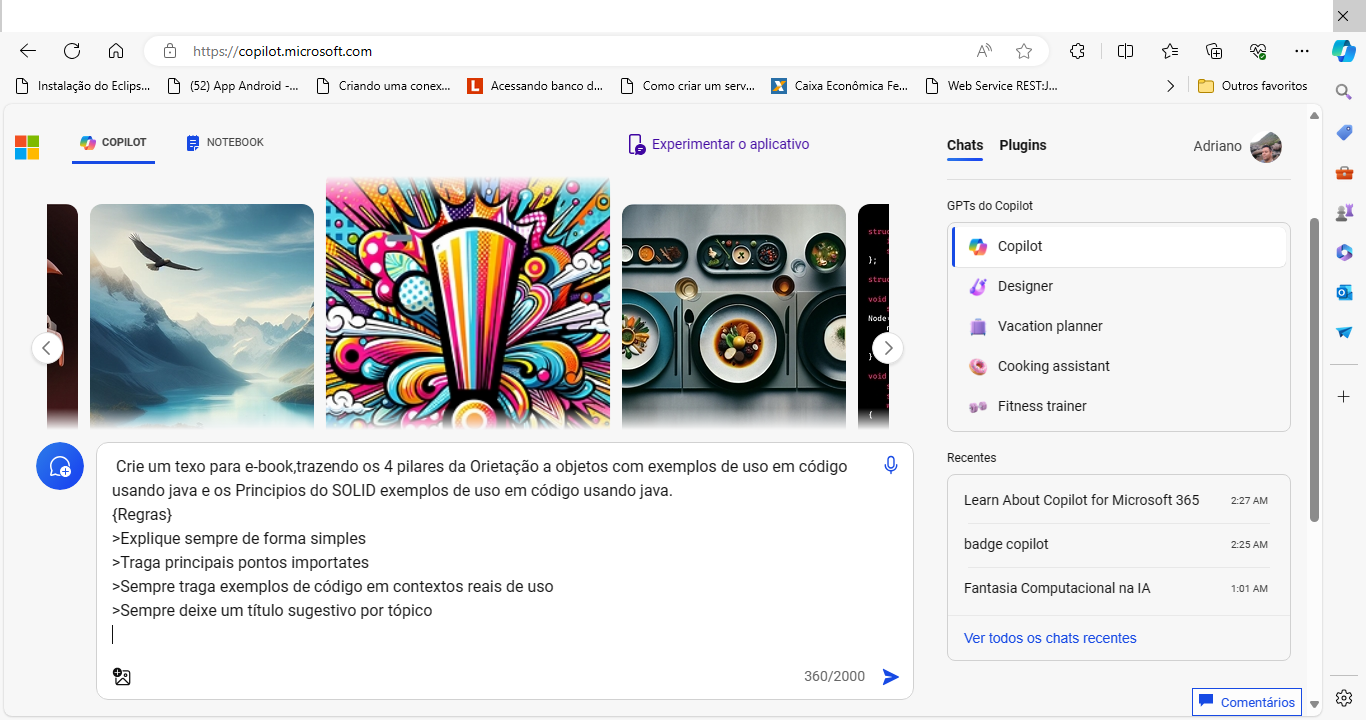 https://copilot.microsoft.com
Instalação do Eclips...
(52) App Android -...
Criando uma conex...
Acessando banco d...
Como criar um serv...
Caixa Econômica Fe...
Web Service REST:J...
Outros favoritos
COPILOT
NOTEBOOK
Experimentar o aplicativo
Chats
Plugins
Adriano
struc
};
struc
void
Node
}
void
{
Crie um texo para e-book,trazendo os 4 pilares da Orietação a objetos com exemplos de uso em código
usando java e os Principios do SOLID exemplos de uso em código usando java.
{Regras}
>Explique sempre de forma simples
>Traga principais pontos importates
>Sempre traga exemplos de código em contextos reais de uso
>Sempre deixe um título sugestivo por tópico
360/2000
GPTs do Copilot
Copilot
Designer
Vacation planner
Cooking assistant
Fitness trainer
Recentes
Learn About Copilot for Microsoft 365 2:27 AM
badge copilot 2:25 AM
Fantasia Computacional na IA 1:01 AM
Ver todos os chats recentes
Comentários